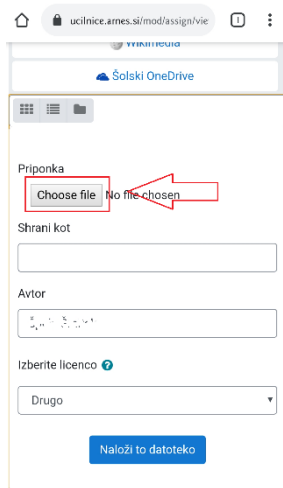 ucilnice.arnes.si/mod/assign/vie
Wikimedia
Šolski OneDrive
Priponka
Choose file No file chosen
Shrani kot
Avtor
Izberite licenco
Drugo
Naloži to datoteko